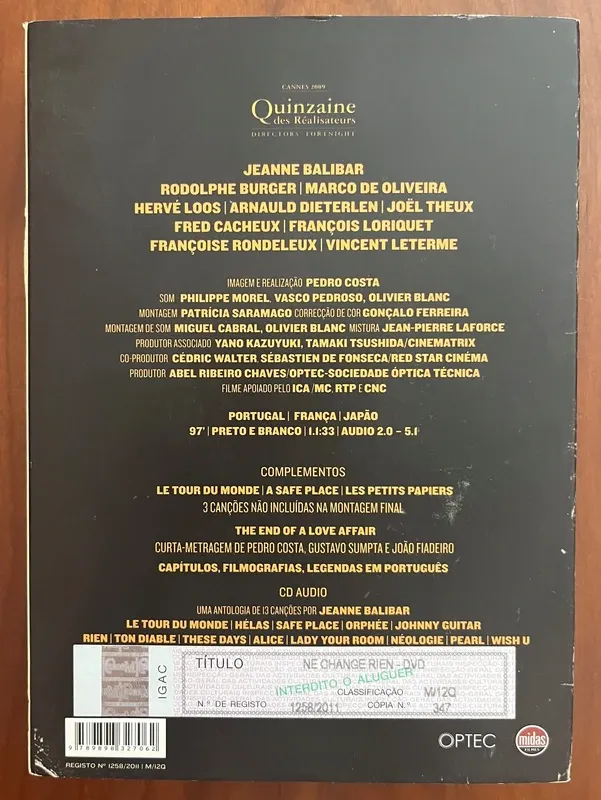 CANNES 2009
Quinzaine
des Réalisateurs
DIRECTORS' FORTNIGHT
JEANNE BALIBAR
RODOLPHE BURGER | MARCO DE OLIVEIRA
HERVÉ LOOS | ARNAULD DIETERLEN | JOËL THEUX
FRED CACHEUX | FRANÇOIS LORIQUET
FRANÇOISE RONDELEUX | VINCENT LETERME
IMAGEM E REALIZAÇÃO PEDRO COSTA
SOM PHILIPPE MOREL, VASCO PEDROSO, OLIVIER BLANC
MONTAGEM PATRÍCIA SARAMAGO CORRECÇÃO DE COR GONÇALO FERREIRA
MONTAGEM DE SOM MIGUEL CABRAL, OLIVIER BLANC MISTURA JEAN-PIERRE LAFORCE
PRODUTOR ASSOCIADO YANO KAZUYUKI, TAMAKI TSUSHIDA/CINEMATRIX
CO-PRODUTOR CÉDRIC WALTER, SÉBASTIEN DE FONSECA/RED STAR CINÉMA
PRODUTOR ABEL RIBEIRO CHAVES/OPTEC-SOCIEDADE ÓPTICA TÉCNICA
FILME APOIADO PELO ICA/MC, RTP E CNC
PORTUGAL | FRANÇA | JAPÃO
97' | PRETO E BRANCO | 1.1:33 | AUDIO 2.0 – 5.1
COMPLEMENTOS
LE TOUR DU MONDE | A SAFE PLACE | LES PETITS PAPIERS
3 CANÇÕES NÃO INCLUÍDAS NA MONTAGEM FINAL
THE END OF A LOVE AFFAIR
CURTA-METRAGEM DE PEDRO COSTA, GUSTAVO SUMPTA E JOÃO FIADEIRO
CAPÍTULOS, FILMOGRAFIAS, LEGENDAS EM PORTUGUÊS
CD AUDIO
UMA ANTOLOGIA DE 13 CANÇÕES POR JEANNE BALIBAR
LE TOUR DU MONDE | HÉLAS | SAFE PLACE | ORPHÉE | JOHNNY GUITAR
RIEN | TON DIABLE | THESE DAYS | ALICE | LADY YOUR ROOM | NÉOLOGIE | PEARL | WISH U
IGAC
TÍTULO NE CHANGE RIEN - DVD
INTERDITO O ALUGUER
CLASSIFICAÇÃO M/12Q
N.º DE REGISTO 1258/2011 CÓPIA N.º 347
9 789898 327062
REGISTO Nº 1258/2011 | M/12Q
OPTEC
midas
FILMES